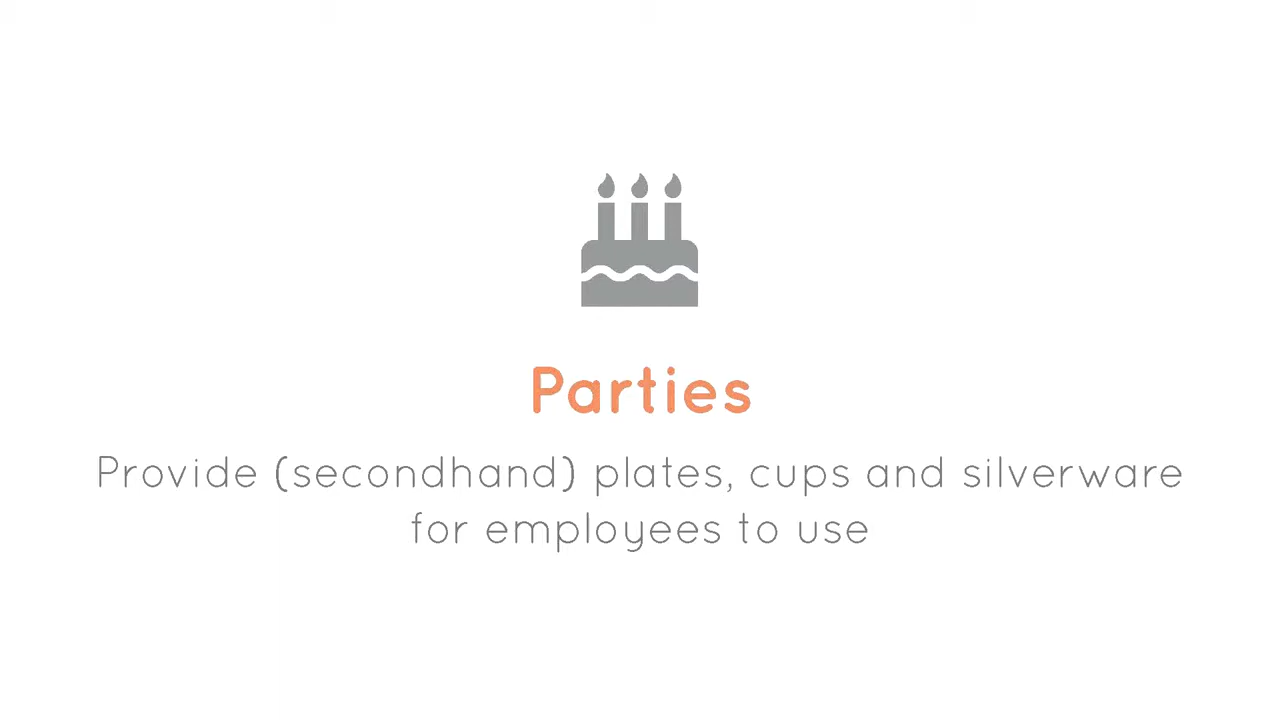 Parties
Provide (secondhand) plates, cups and silverware
for employees to use